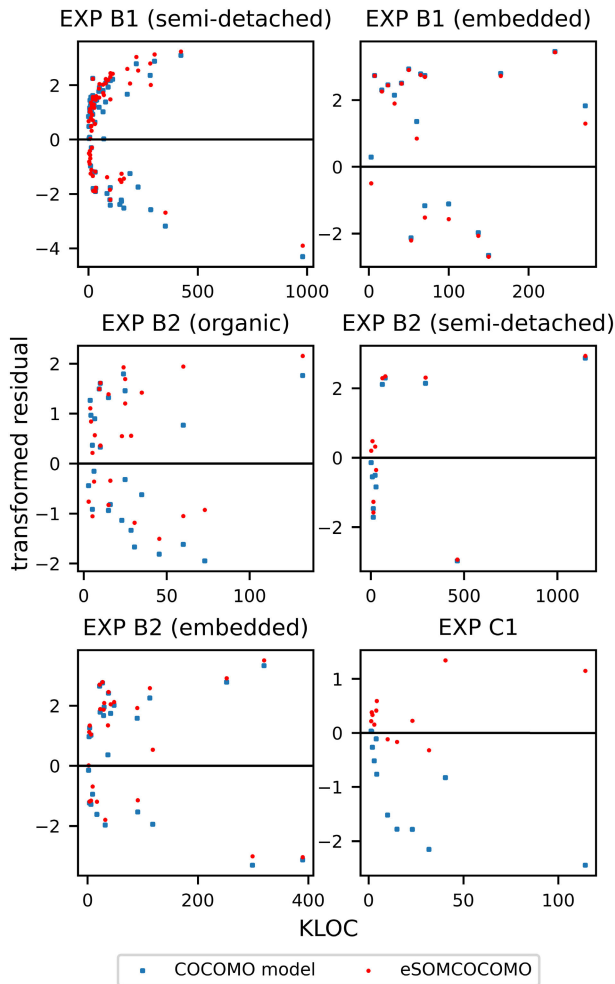 EXP B1 (semi-detached) EXP B1 (embedded)
2
0
−2
−4
0 500 1000
2
0
−2
0 200
EXP B2 (organic) EXP B2 (semi-detached)
2
1
0
−1
−2
0 100
2
0
−2
0 500 1000
transformed residual
EXP B2 (embedded) EXP C1
2
0
−2
0 200 400
1
0
−1
−2
0 50 100
KLOC
COCOMO model eSOMCOCOMO